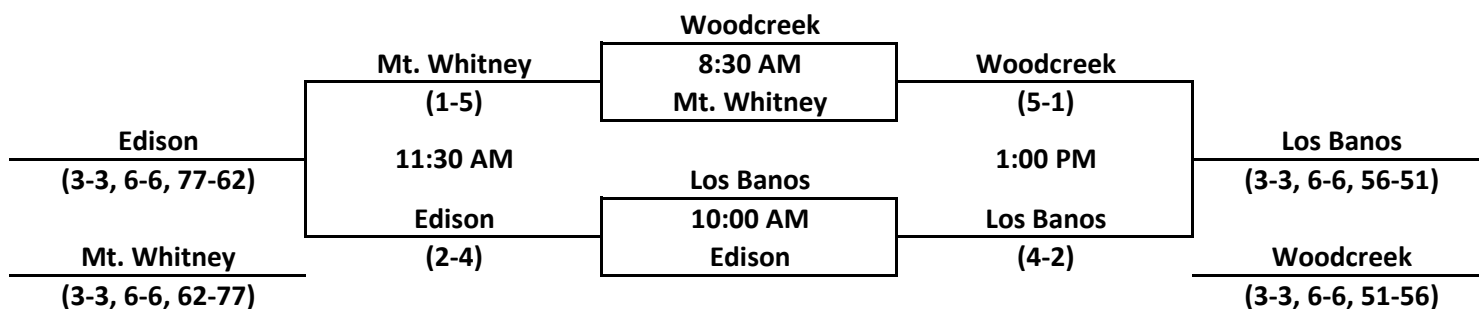 Woodcreek
Mt. Whitney
8:30 AM
Woodcreek
(1-5)
Mt. Whitney
(5-1)
Edison
11:30 AM
1:00 PM
Los Banos
(3-3, 6-6, 77-62)
Los Banos
(3-3, 6-6, 56-51)
Edison
10:00 AM
Los Banos
Mt. Whitney
(2-4)
Edison
(4-2)
Woodcreek
(3-3, 6-6, 62-77)
(3-3, 6-6, 51-56)